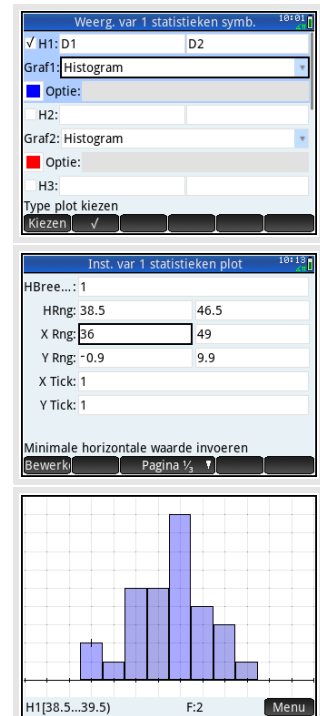 Weerg. var 1 statistieken symb. 10:01
√ H1: D1 D2
Graf1: Histogram
Optie:
H2:
Graf2: Histogram
Optie:
H3:
Type plot kiezen
Kiezen √
Inst. var 1 statistieken plot 10:13
HBree...: 1
HRng: 38.5 46.5
X Rng: 36 49
Y Rng: -0.9 9.9
X Tick: 1
Y Tick: 1
Minimale horizontale waarde invoeren
Bewerk Pagina ⅓
H1[38.5...39.5) F:2 Menu